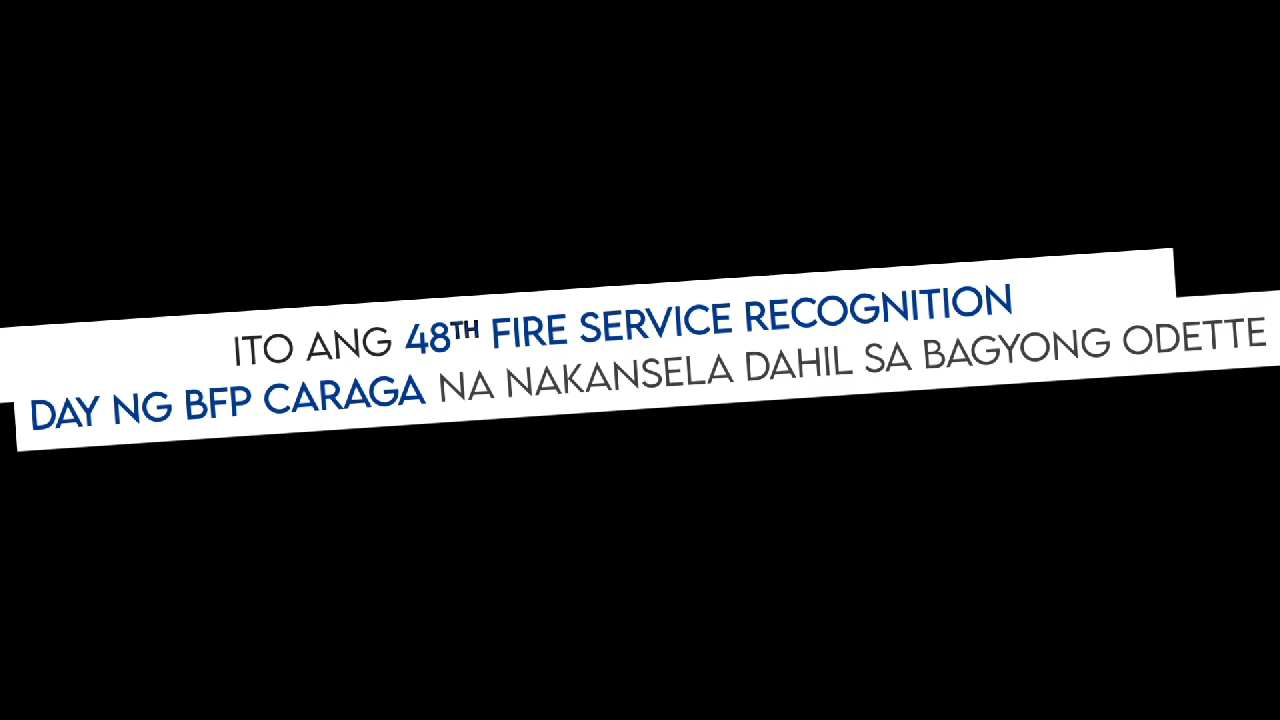 ITO ANG 48TH FIRE SERVICE RECOGNITION
DAY NG BFP CARAGA NA NAKANSELA DAHIL SA BAGYONG ODETTE